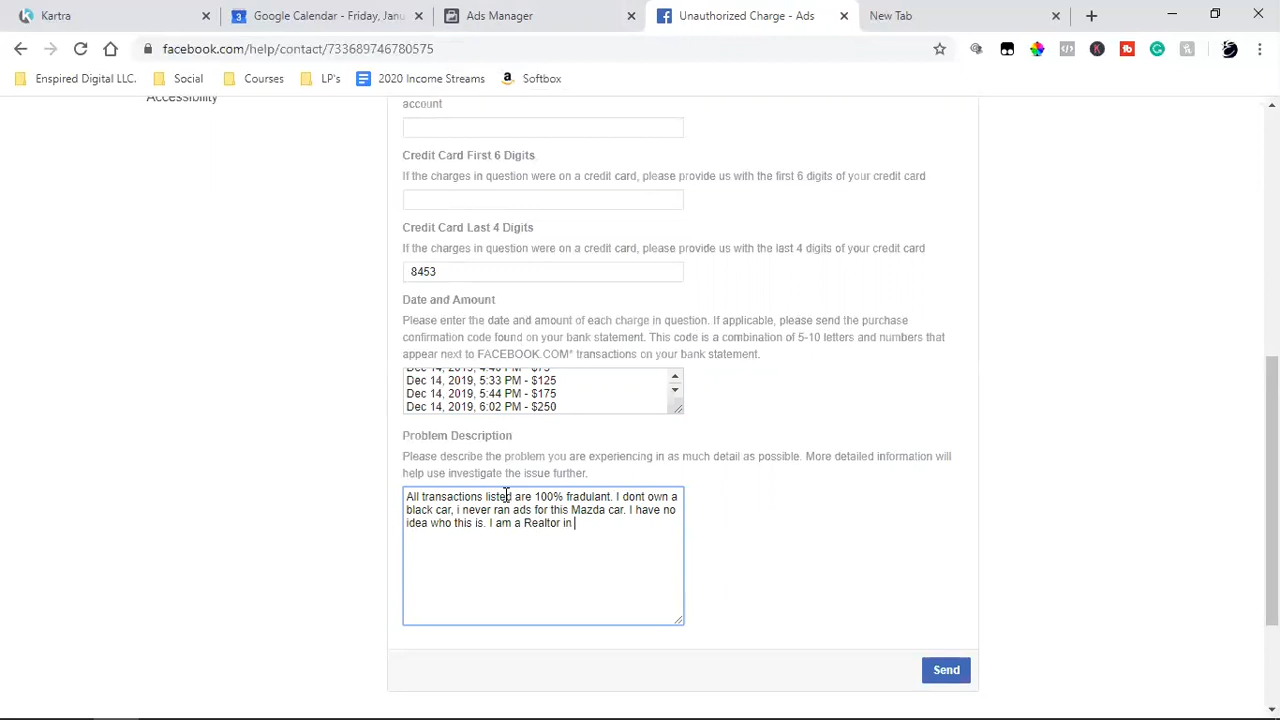 Kartra
Google Calendar - Friday, Janu
Ads Manager
Unauthorized Charge - Ads
New Tab
facebook.com/help/contact/733689746780575
Enspired Digital LLC.
Social
Courses
LP's
2020 Income Streams
Softbox
Accessibility
account
Credit Card First 6 Digits
If the charges in question were on a credit card, please provide us with the first 6 digits of your credit card
Credit Card Last 4 Digits
If the charges in question were on a credit card, please provide us with the last 4 digits of your credit card
8453
Date and Amount
Please enter the date and amount of each charge in question. If applicable, please send the purchase
confirmation code found on your bank statement. This code is a combination of 5-10 letters and numbers that
appear next to FACEBOOK.COM* transactions on your bank statement.
Dec 14, 2019, 5:33 PM - $125
Dec 14, 2019, 5:44 PM - $175
Dec 14, 2019, 6:02 PM - $250
Problem Description
Please describe the problem you are experiencing in as much detail as possible. More detailed information will
help use investigate the issue further.
All transactions listed are 100% fradulant. I dont own a
black car, i never ran ads for this Mazda car. I have no
idea who this is. I am a Realtor in
Send